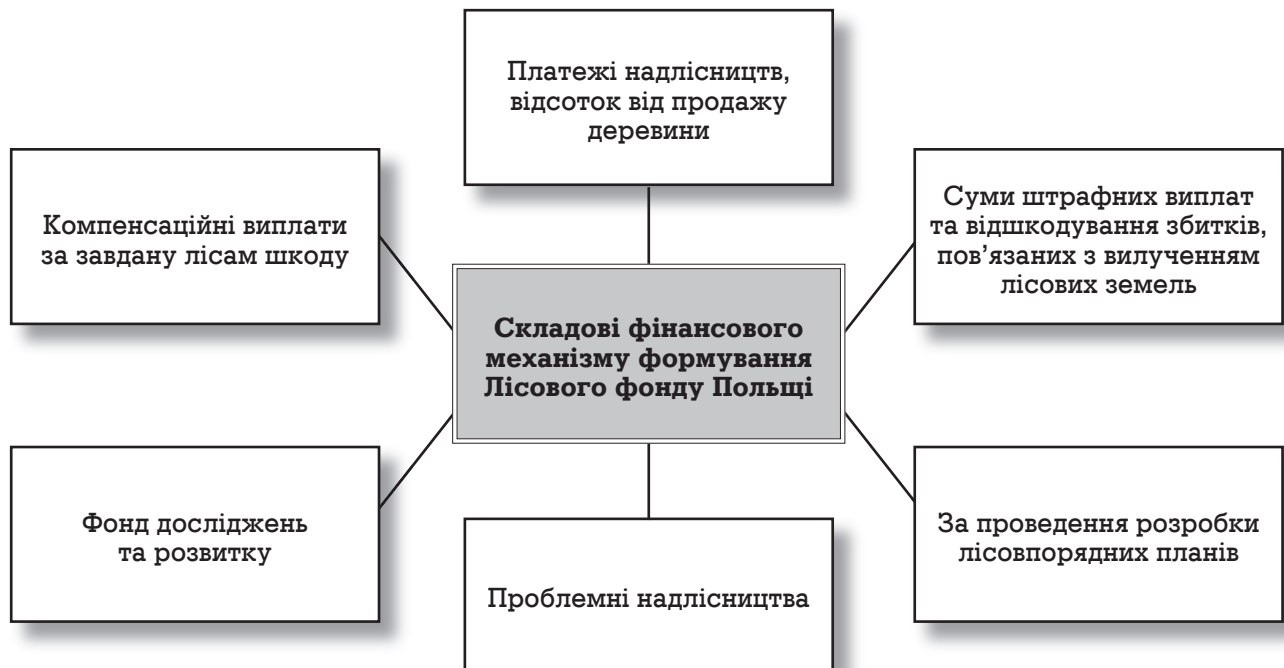 Платежі надлісництв,
відсоток від продажу
деревини
Компенсаційні виплати
за завдану лісам шкоду
Суми штрафних виплат
та відшкодування збитків,
пов’язаних з вилученням
лісових земель
Складові фінансового
механізму формування
Лісового фонду Польщі
Фонд досліджень
та розвитку
Проблемні надлісництва
За проведення розробки
лісовпорядних планів